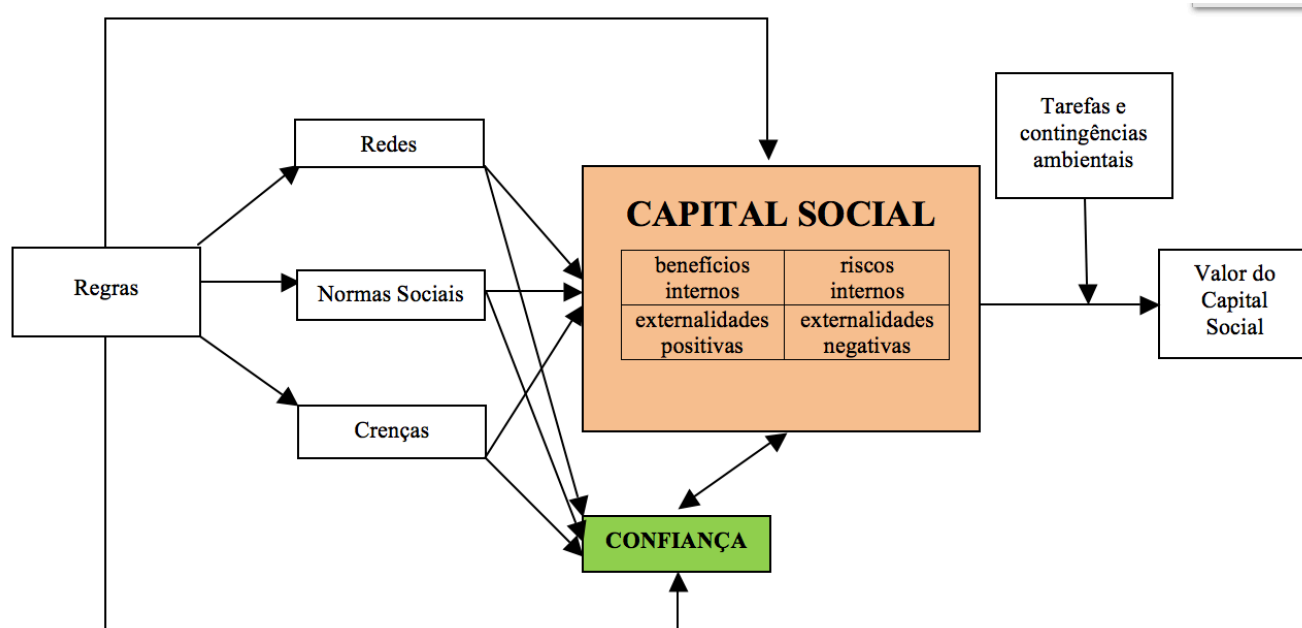 Regras
Redes
Normas Sociais
Crenças
CAPITAL SOCIAL
benefícios
internos
riscos
internos
externalidades
positivas
externalidades
negativas
CONFIANÇA
Tarefas e
contingências
ambientais
Valor do
Capital
Social